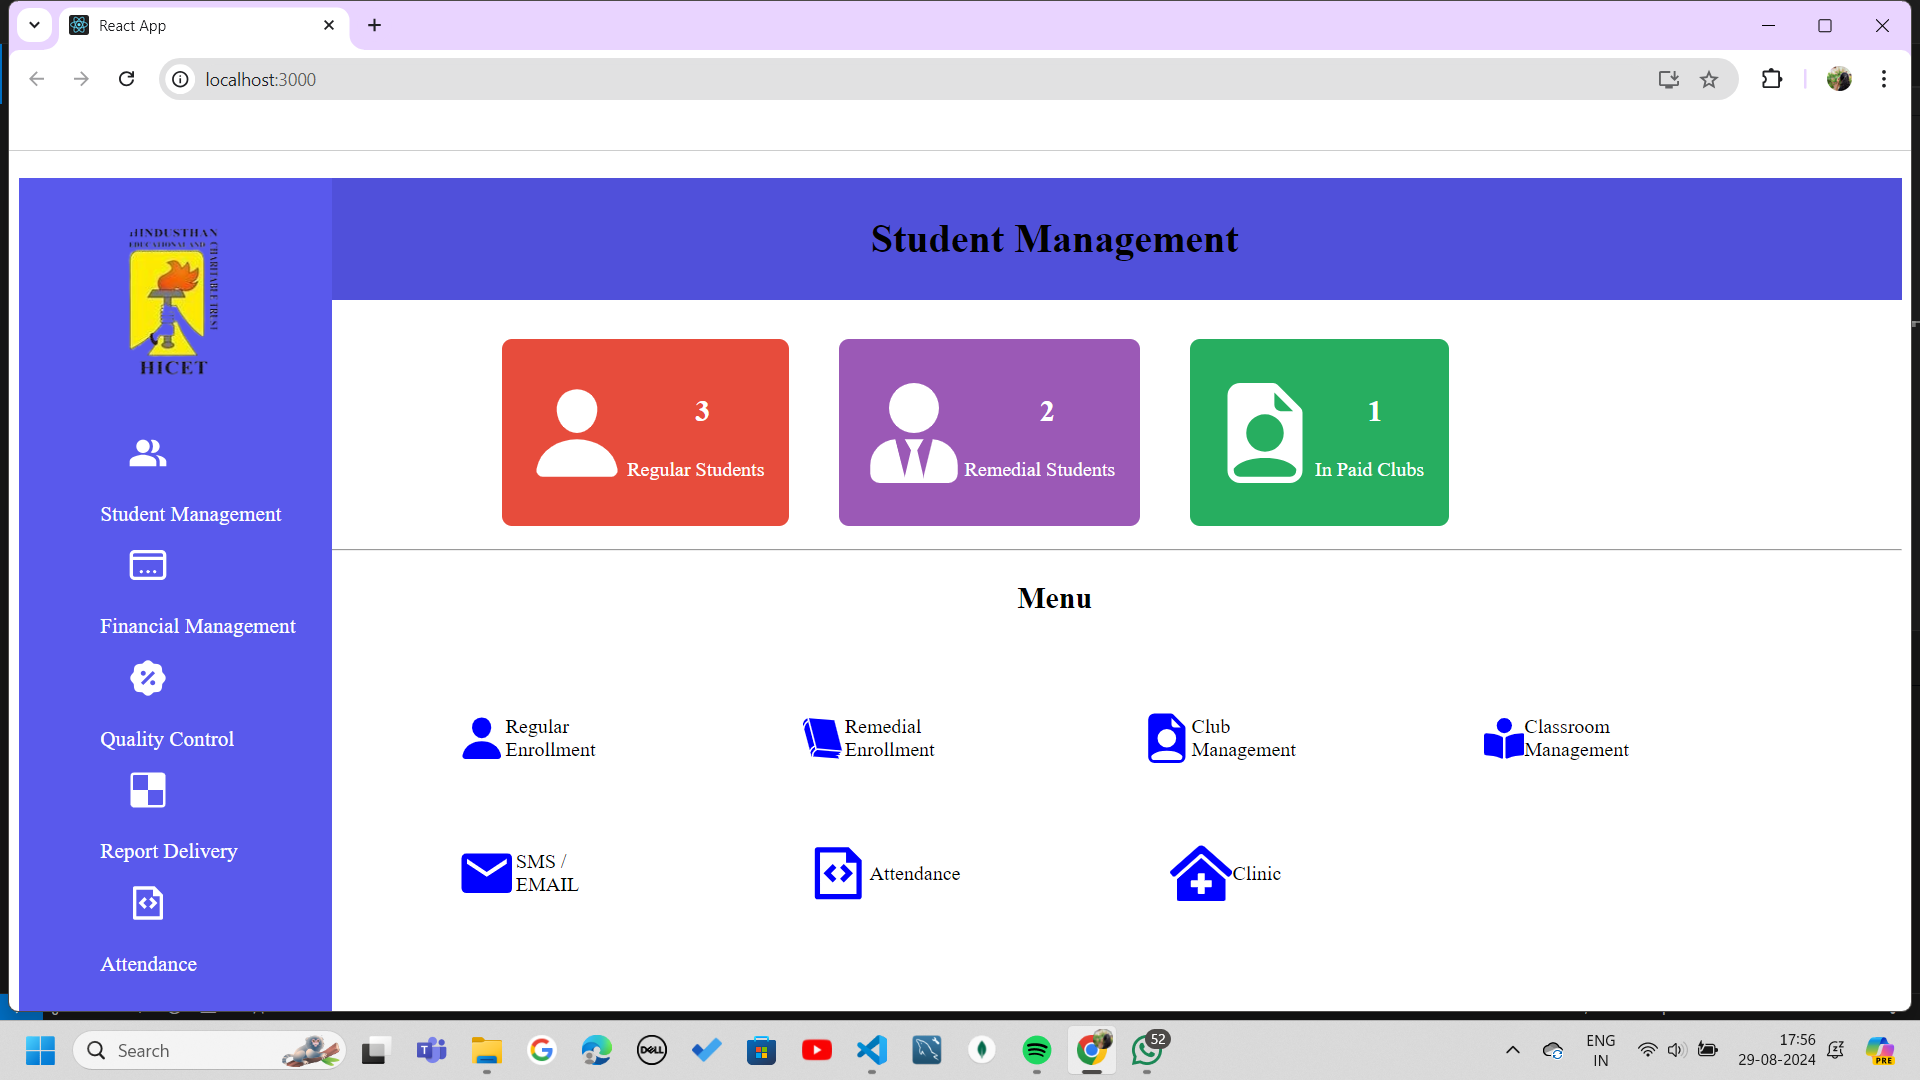 React App
localhost:3000
HINDUSTHAN
EDUCATIONAL AND
CHARITABLE TRUST
HICET
Student Management
Financial Management
Quality Control
Report Delivery
Attendance
Student Management
3
Regular Students
2
Remedial Students
1
In Paid Clubs
Menu
Regular
Enrollment
Remedial
Enrollment
Club
Management
Classroom
Management
SMS /
EMAIL
Attendance
Clinic
Search
DELL
52
ENG
IN
17:56
29-08-2024
PRE